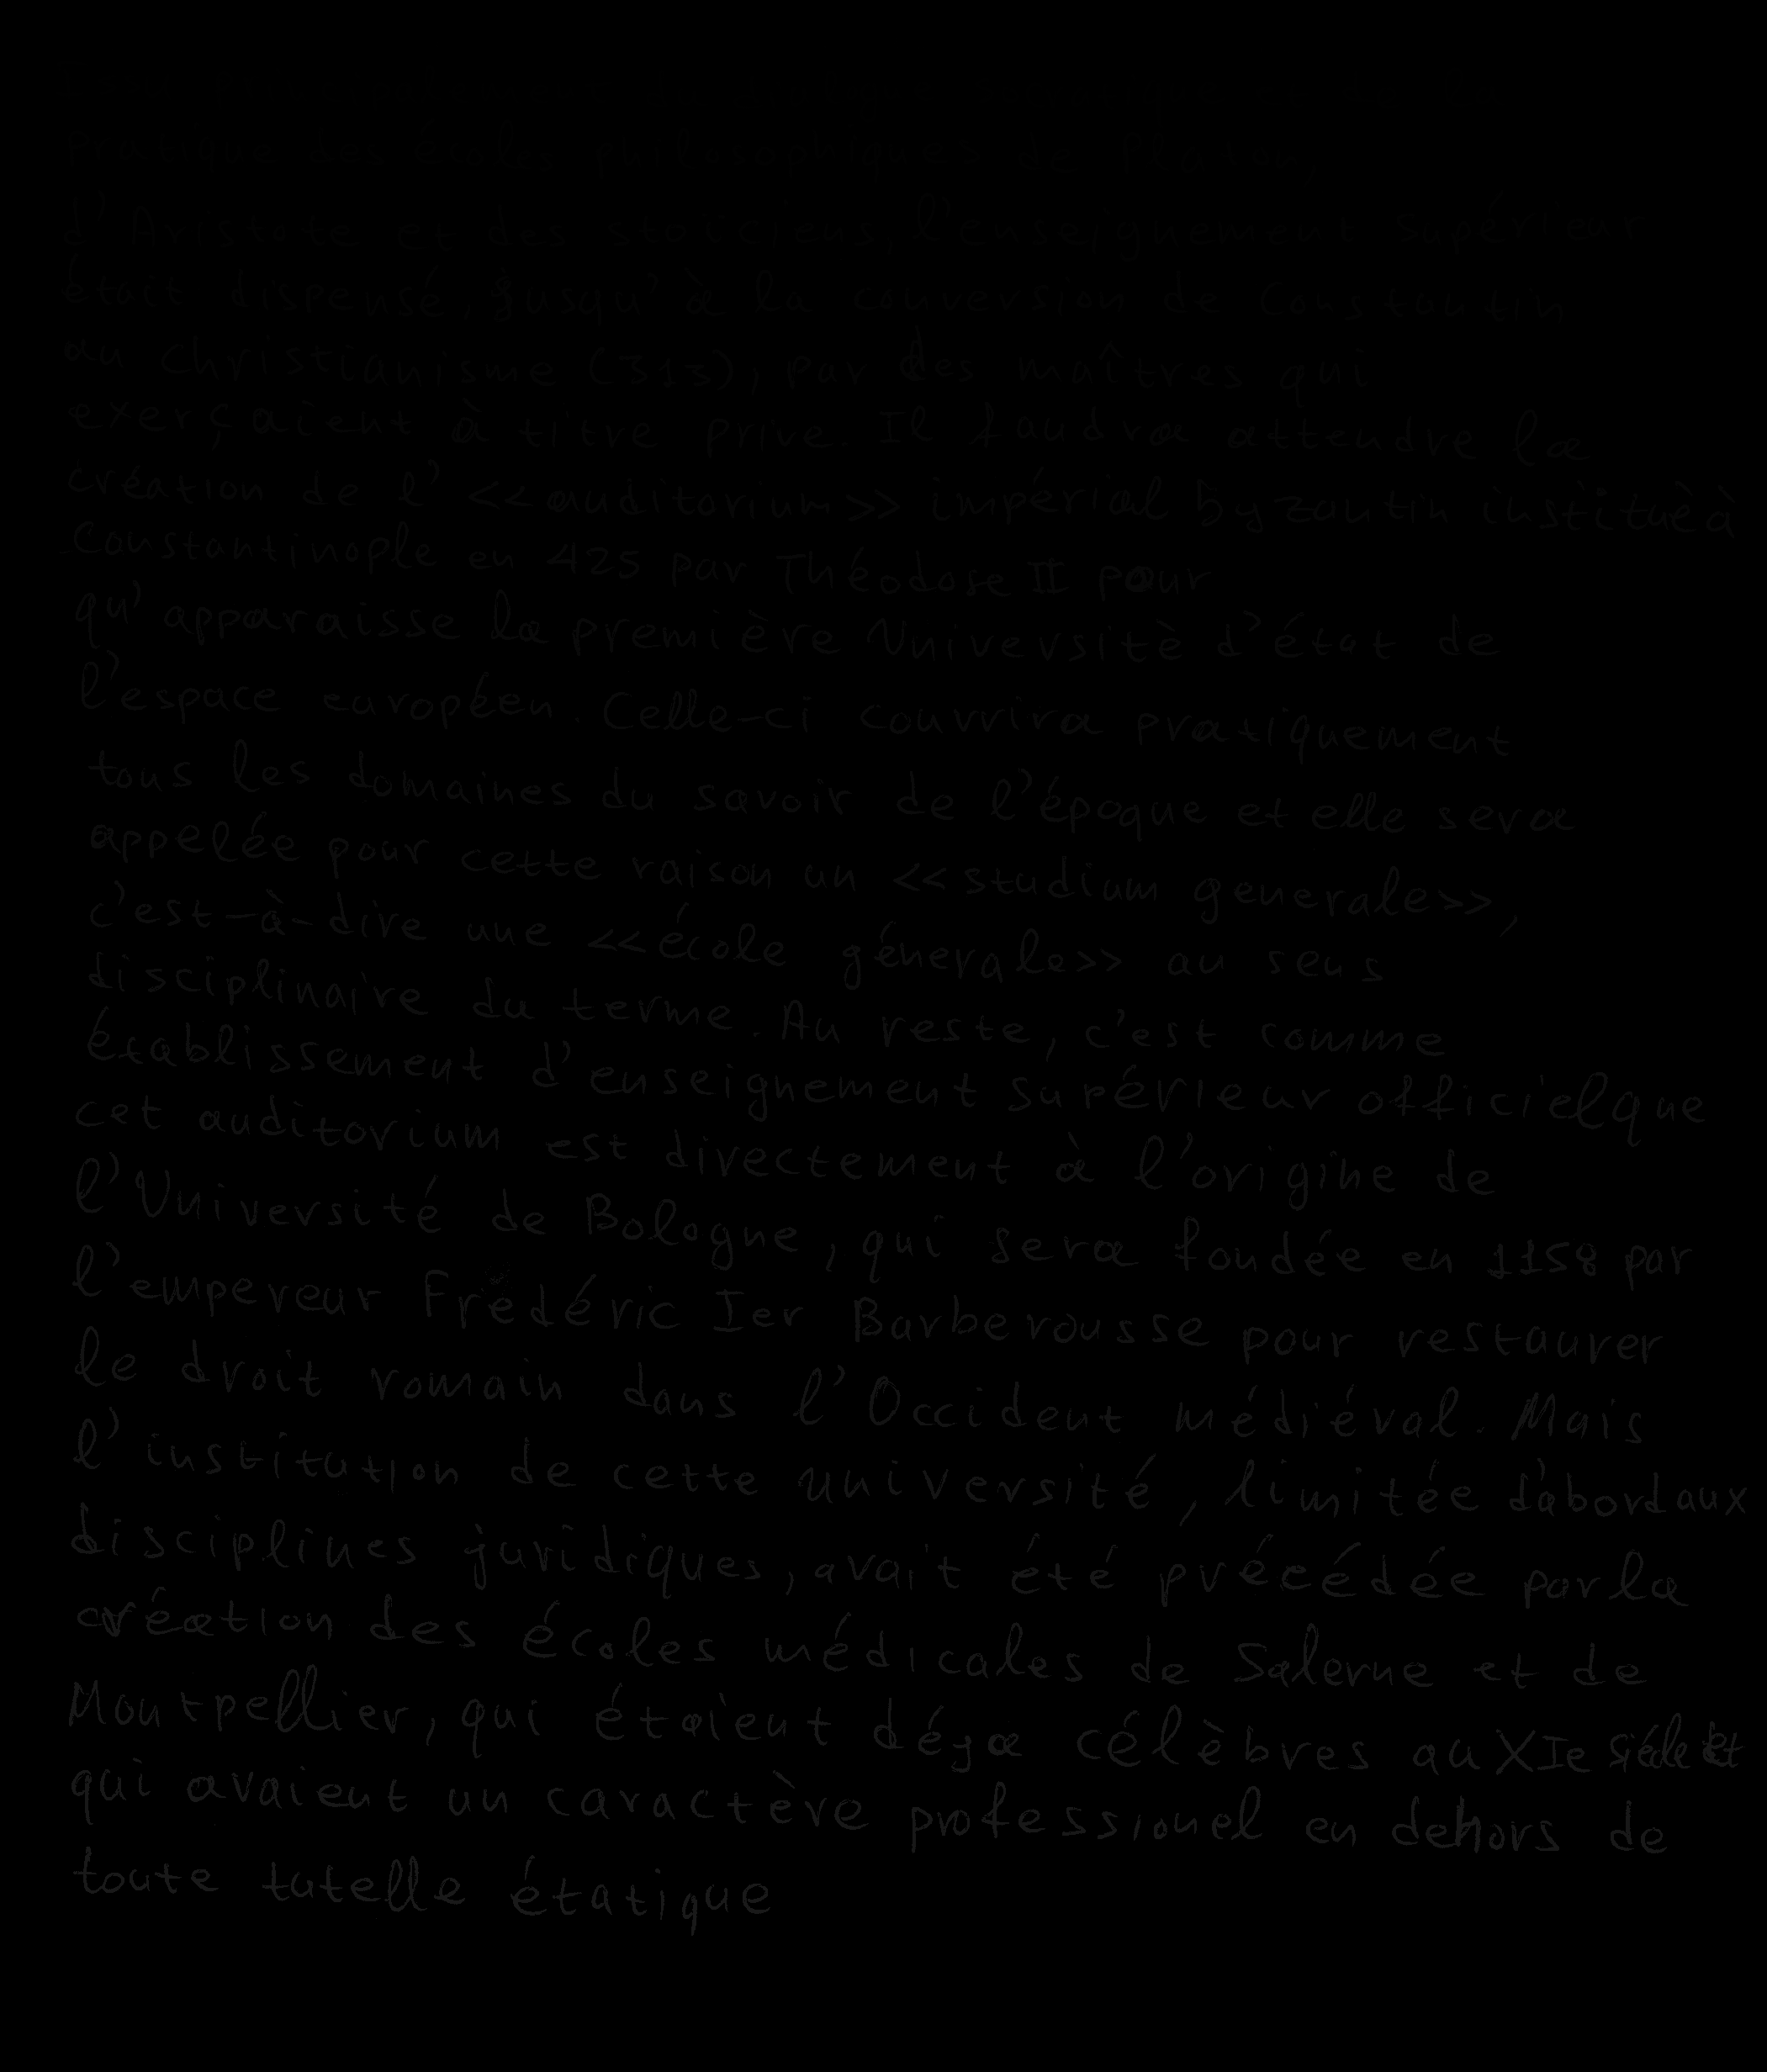 pratique des écoles philosophiques de Platon,
d'Aristote et des stoïciens, l'enseignement supérieur
était dispensé, jusqu'à la conversion de Constantin
au christianisme (313), par des maîtres qui
exerçaient à titre privé. Il faudra attendre la
création de l' <<auditorium>> impérial byzantin institué à
Constantinople en 425 par Théodose II pour
qu'apparaisse la première Universitè d'état de
l'espace européen. Celle-ci couvrira pratiquement
tous les domaines du savoir de l'époque et elle sera
appelée pour cette raison un <<studium generale>>,
c'est-à-dire une <<école génerale>> au sens
disciplinaire du terme. Au reste, c'est comme
établissement d'enseignement supérieur officiel que
cet auditorium est directement à l'origine de
l'Université de Bologne, qui sera fondée en 1158 par
l'empereur Frédéric Ier Barberousse pour restaurer
le droit romain dans l'Occident médiéval. Mais
l'institution de cette université, limitée d'abord aux
disciplines juridiques, avait été précédée par la
création des écoles médicales de Salerne et de
Montpellier, qui étaient déja célèbres au XIe siècle et
qui avaient un caractère professionel en dehors de
toute tutelle étatique